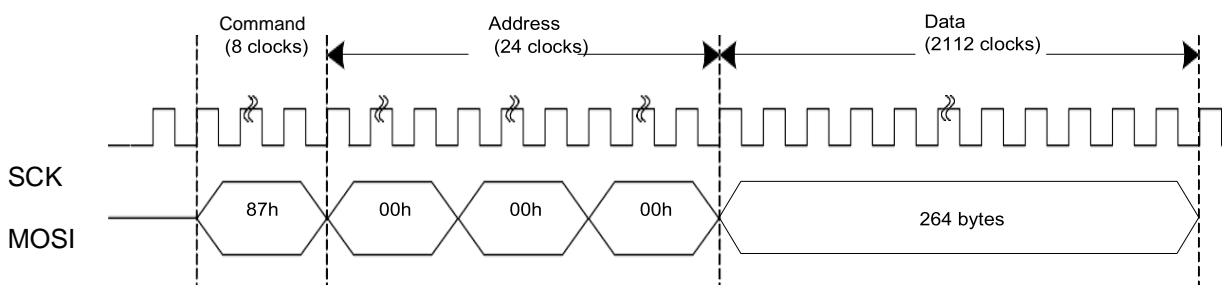 Command
(8 clocks)
Address
(24 clocks)
Data
(2112 clocks)
SCK
87h
00h
00h
00h
264 bytes
MOSI